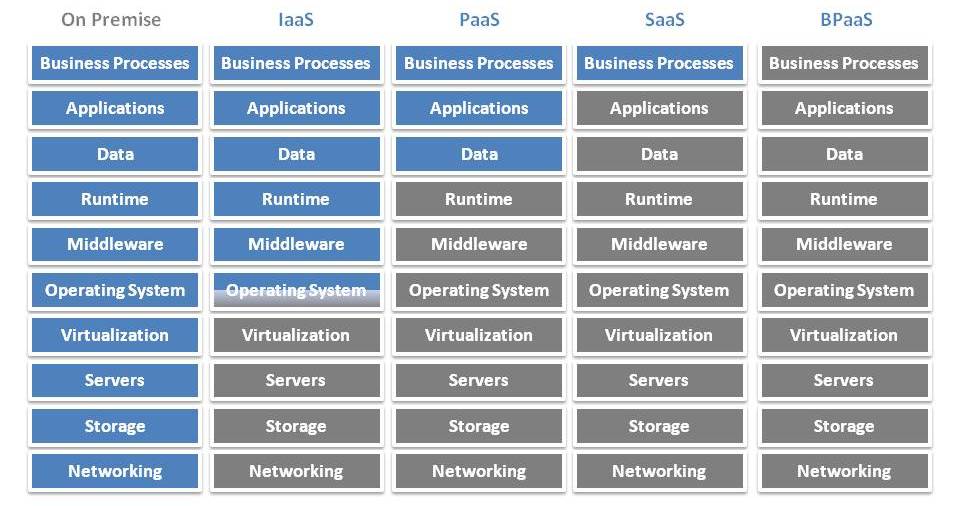 On Premise IaaS PaaS SaaS BPaaS
Business Processes Business Processes Business Processes Business Processes Business Processes
Applications Applications Applications Applications Applications
Data Data Data Data Data
Runtime Runtime Runtime Runtime Runtime
Middleware Middleware Middleware Middleware Middleware
Operating System Operating System Operating System Operating System Operating System
Virtualization Virtualization Virtualization Virtualization Virtualization
Servers Servers Servers Servers Servers
Storage Storage Storage Storage Storage
Networking Networking Networking Networking Networking